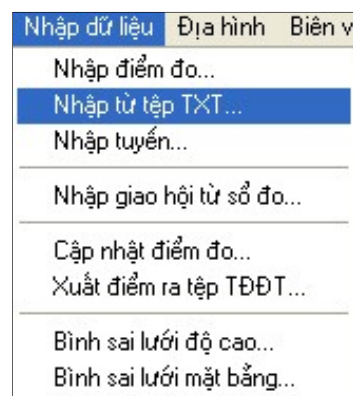 Nhập dữ liệu Địa hình Biên v
Nhập điểm đo...
Nhập từ tệp TXT...
Nhập tuyến...
Nhập giao hội từ sổ đo...
Cập nhật điểm đo...
Xuất điểm ra tệp TĐĐT...
Bình sai lưới độ cao...
Bình sai lưới mặt bằng...